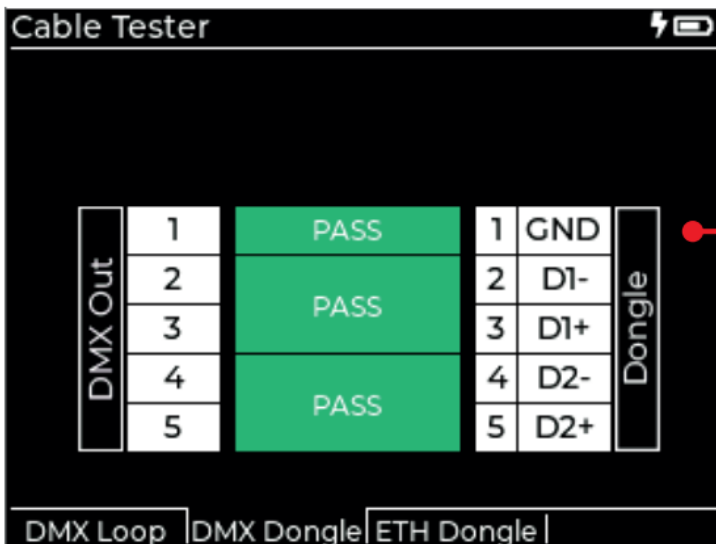 Cable Tester
DMX Out
1 PASS 1 GND
2 PASS 2 D1-
3 3 D1+
4 PASS 4 D2-
5 5 D2+
Dongle
DMX Loop DMX Dongle ETH Dongle